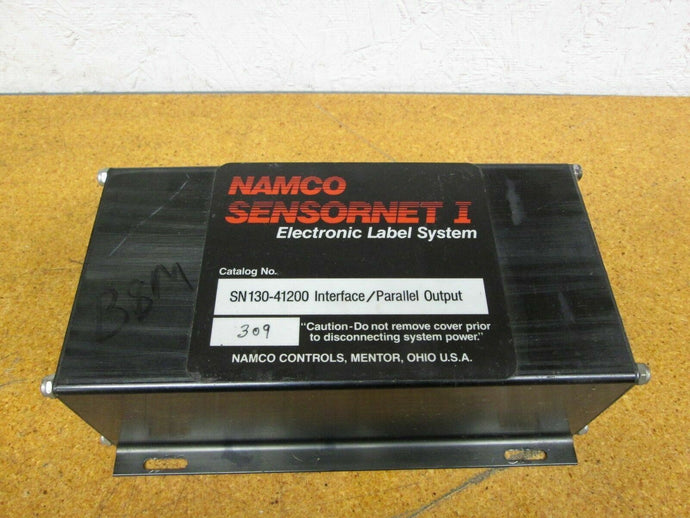 NAMCO
SENSORNET I
Electronic Label System
Catalog No.
SN130-41200 Interface/Parallel Output
309
"Caution-Do not remove cover prior
to disconnecting system power."
NAMCO CONTROLS, MENTOR, OHIO U.S.A.